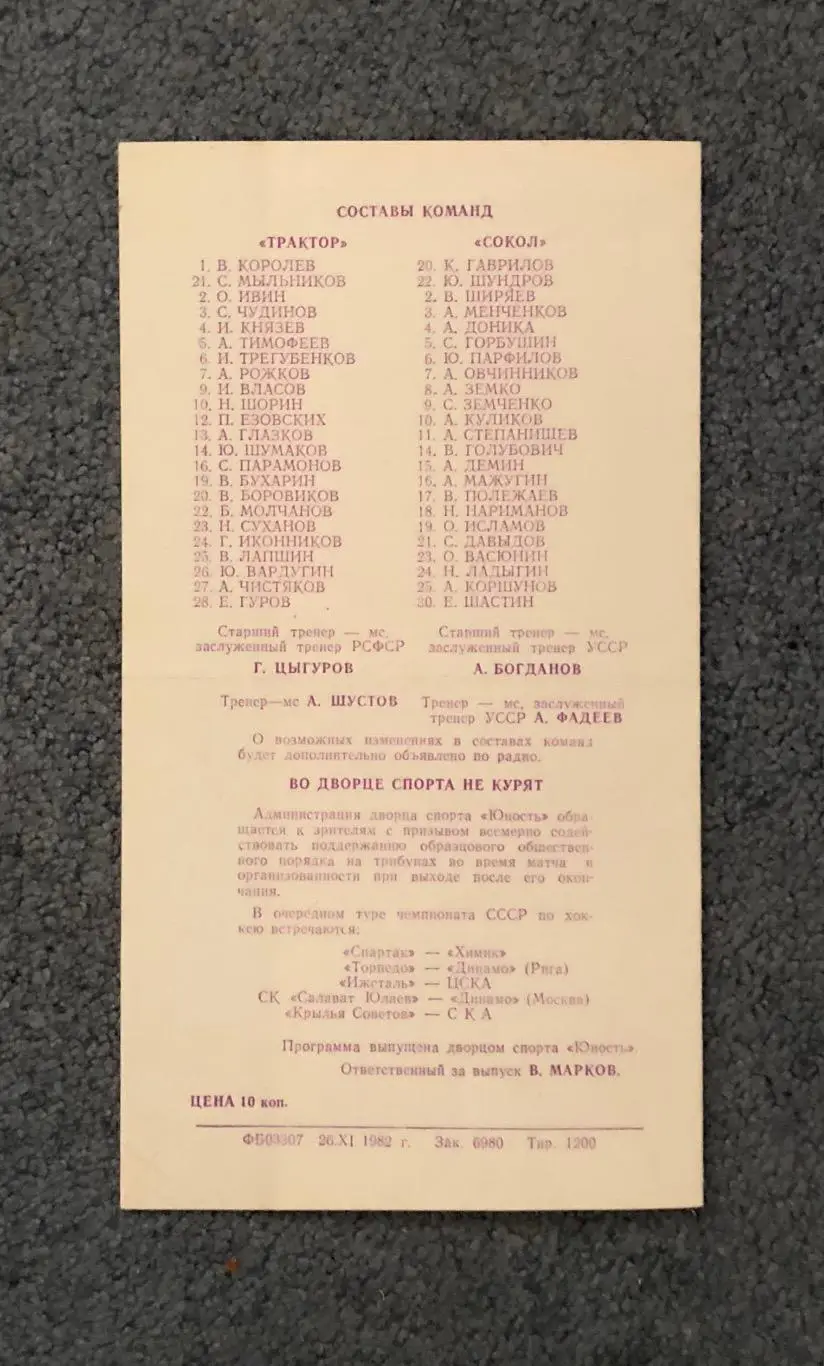 СОСТАВЫ КОМАНД
«ТРАКТОР»
1. В. КОРОЛЕВ
21. С. МЫЛЬНИКОВ
2. О. ИВИН
3. С. ЧУДИНОВ
4. И. КНЯЗЕВ
5. А. ТИМОФЕЕВ
6. И. ТРЕГУБЕНКОВ
7. А. РОЖКОВ
9. И. ВЛАСОВ
10. Н. ШОРИН
12. П. ЕЗОВСКИХ
13. А. ГЛАЗКОВ
14. Ю. ШУМАКОВ
16. С. ПАРАМОНОВ
19. В. БУХАРИН
20. В. БОРОВИКОВ
22. Б. МОЛЧАНОВ
23. Н. СУХАНОВ
24. Г. ИКОННИКОВ
25. В. ЛАПШИН
26. Ю. ВАРДУГИН
27. А. ЧИСТЯКОВ
28. Е. ГУРОВ
Старший тренер — мс,
заслуженный тренер РСФСР
Г. ЦЫГУРОВ
Тренер—мс А. ШУСТОВ
«СОКОЛ»
20. К. ГАВРИЛОВ
22. Ю. ШУНДРОВ
2. В. ШИРЯЕВ
3. А. МЕНЧЕНКОВ
4. А. ДОНИКА
5. С. ГОРБУШИН
6. Ю. ПАРФИЛОВ
7. А. ОВЧИННИКОВ
8. А. ЗЕМКО
9. С. ЗЕМЧЕНКО
10. А. КУЛИКОВ
11. А. СТЕПАНИЩЕВ
14. В. ГОЛУБОВИЧ
15. А. ДЕМИН
16. А. МАЖУГИН
17. В. ПОЛЕЖАЕВ
18. Н. НАРИМАНОВ
19. О. ИСЛАМОВ
21. С. ДАВЫДОВ
23. О. ВАСЮНИН
24. Н. ЛАДЫГИН
25. А. КОРШУНОВ
30. Е. ШАСТИН
Старший тренер — мс,
заслуженный тренер УССР
А. БОГДАНОВ
Тренер — мс, заслуженный
тренер УССР А. ФАДЕЕВ
О возможных изменениях в составах команд
будет дополнительно объявлено по радио.
ВО ДВОРЦЕ СПОРТА НЕ КУРЯТ
Администрация дворца спорта «Юность» обра
щается к зрителям с призывом всемерно содей
ствовать поддержанию образцового обществен
ного порядка на трибунах во время матча и
организованности при выходе после его окон-
чания.
В очередном туре чемпионата СССР по хок-
кею встречаются:
«Спартак» — «Химик»
«Торпедо» — «Динамо» (Рига)
«Ижсталь» — ЦСКА
СК «Салават Юлаев» — «Динамо» (Москва)
«Крылья Советов» — С К А
Программа выпущена дворцом спорта «Юность».
Ответственный за выпуск В. МАРКОВ.
ЦЕНА 10 коп.
ФБ03307 26.XI 1982 г. Зак. 6980 Тир. 1200